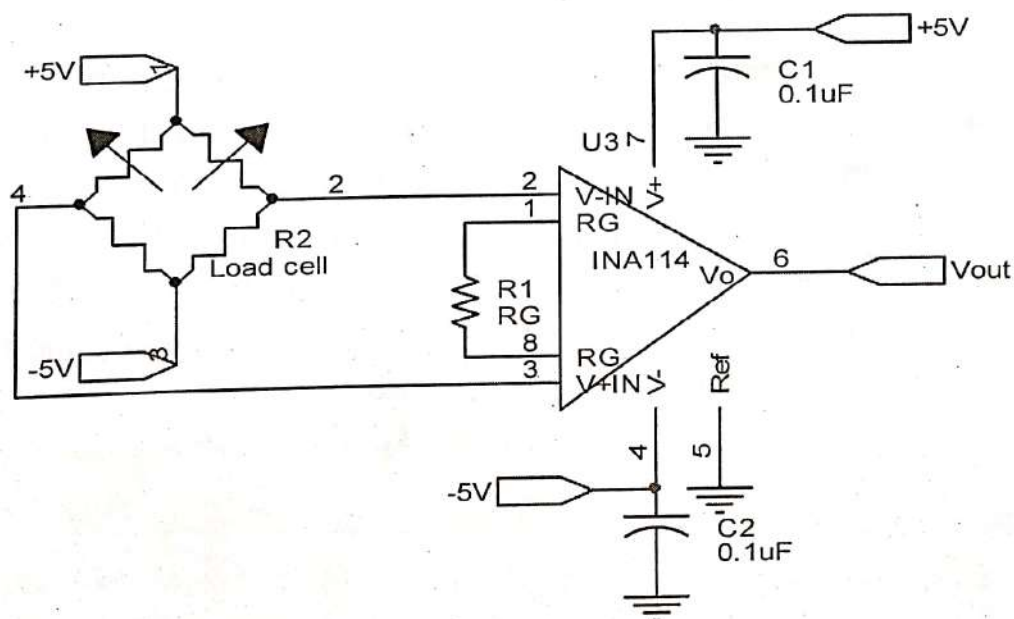 +5V
C1
0.1uF
+5V
1
U3
7
4
2
2
V-IN
V+
1
RG
R2
Load cell
INA114
6
Vo
Vout
R1
RG
-5V
3
8
RG
3
V+IN
V-
Ref
4
5
-5V
C2
0.1uF